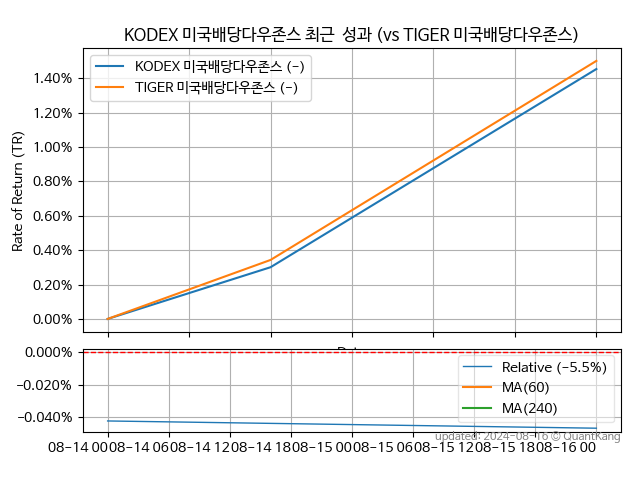 KODEX 미국배당다우존스 최근 성과 (vs TIGER 미국배당다우존스)
KODEX 미국배당다우존스 (-)
TIGER 미국배당다우존스 (-)
1.40%
1.20%
1.00%
0.80%
0.60%
0.40%
0.20%
0.00%
Rate of Return (TR)
0.000%
-0.020%
-0.040%
Relative (-5.5%)
MA(60)
MA(240)
updated: 2024-08-16 © QuantKang
08-14 00 08-14 06 08-14 12 08-14 18 08-15 00 08-15 06 08-15 12 08-15 18 08-16 00